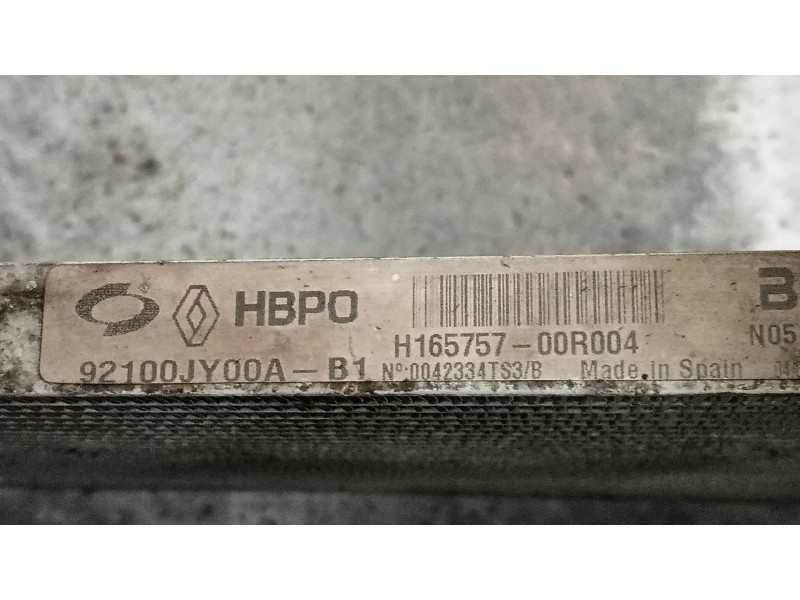 HBPO
B
H165757-00R004
N05
92100JY00A-B1 Nº:0042334TS3/B Made in Spain